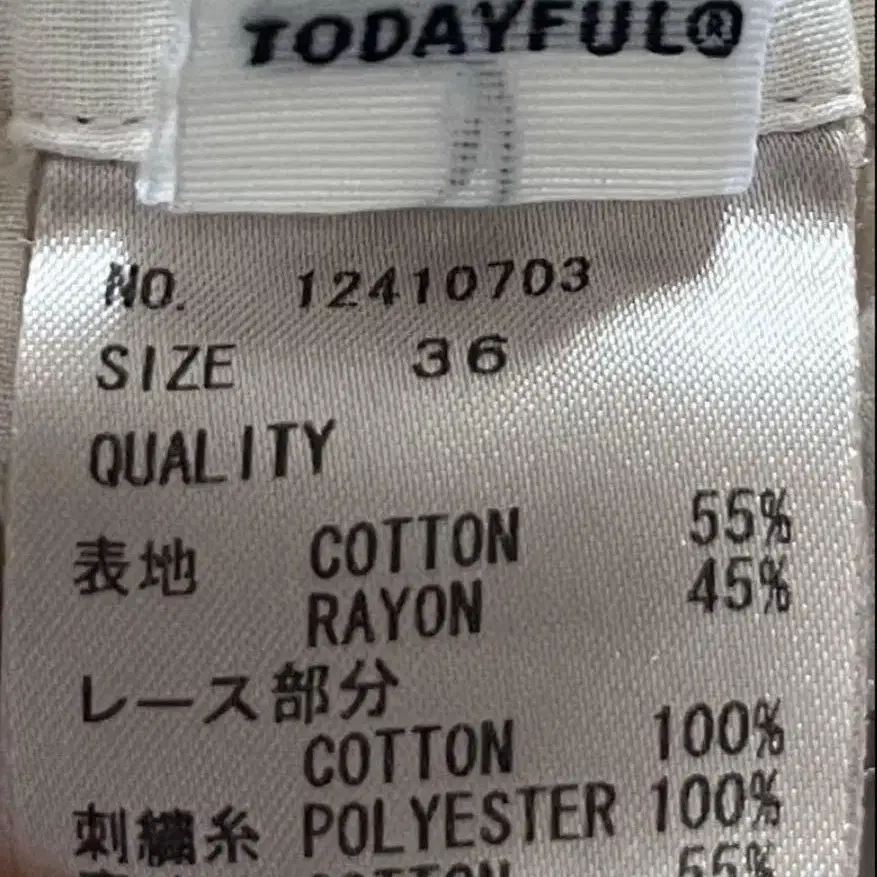 TODAYFUL®
NO. 12410703
SIZE 36
QUALITY
表地 COTTON 55%
RAYON 45%
レース部分
COTTON 100%
刺繍糸 POLYESTER 100%